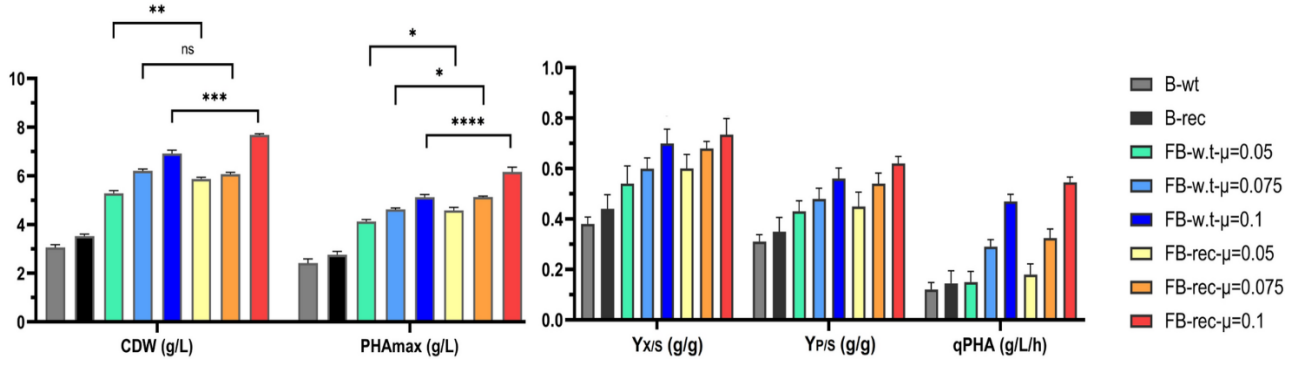 **
ns
***
*
*
****
10
8
6
4
2
0
CDW (g/L)
PHAmax (g/L)
1.0
0.8
0.6
0.4
0.2
0.0
YX/S (g/g)
YP/S (g/g)
qPHA (g/L/h)
B-wt
B-rec
FB-w.t-μ=0.05
FB-w.t-μ=0.075
FB-w.t-μ=0.1
FB-rec-μ=0.05
FB-rec-μ=0.075
FB-rec-μ=0.1